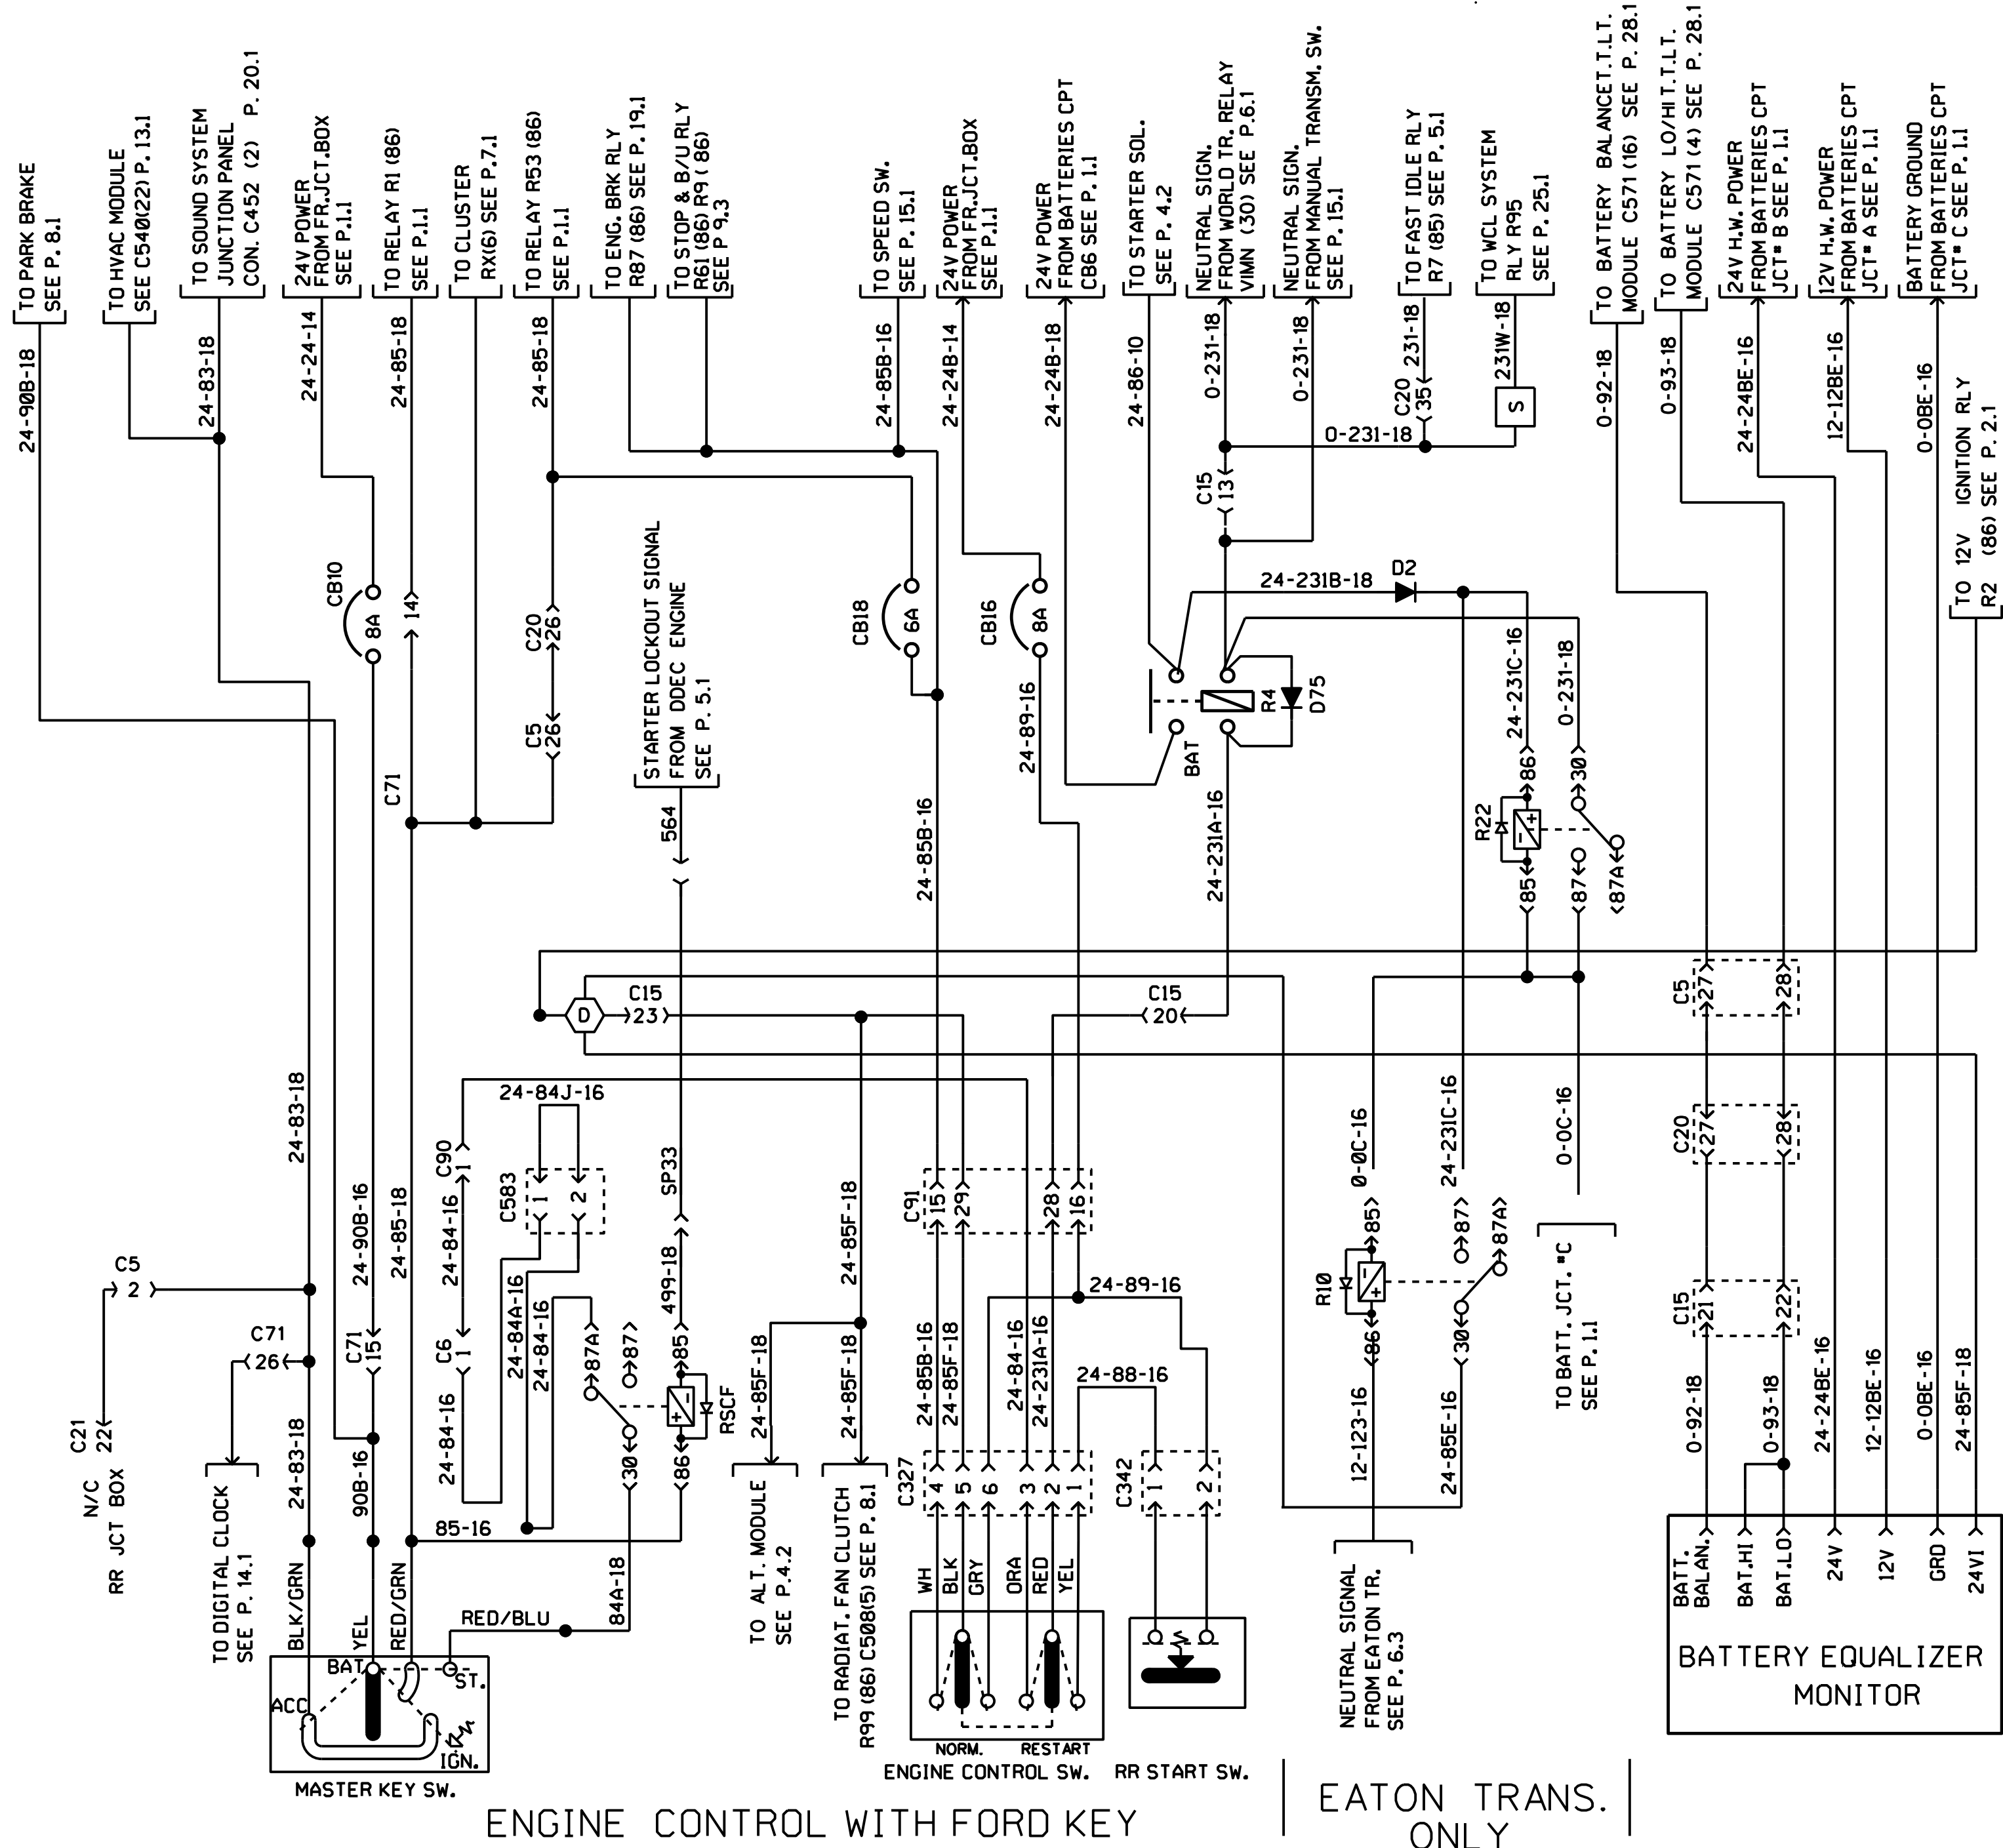 TO PARK BRAKE
SEE P. 8.1
TO HVAC MODULE
SEE C540(22) P. 13.1
TO SOUND SYSTEM
JUNCTION PANEL
CON. C452 (2) P. 20.1
24V POWER
FROM FR.JCT.BOX
SEE P.1.1
TO RELAY R1 (86)
SEE P.1.1
TO CLUSTER
RX(6) SEE P.7.1
TO RELAY R53 (86)
SEE P.1.1
TO ENG. BRK RLY
R87 (86) SEE P. 19.1
TO STOP & B/U RLY
R61 (86) R9 (86)
SEE P 9.3
TO SPEED SW.
SEE P. 15.1
24V POWER
FROM FR.JCT.BOX
SEE P.1.1
24V POWER
FROM BATTERIES CPT
CB6 SEE P. 1.1
TO STARTER SOL.
SEE P. 4.2
NEUTRAL SIGN.
FROM WORLD TR. RELAY
VIMN (30) SEE P.6.1
NEUTRAL SIGN.
FROM MANUAL TRANSM. SW.
SEE P. 15.1
TO FAST IDLE RLY
R7 (85) SEE P. 5.1
TO WCL SYSTEM
RLY R95
SEE P. 25.1
TO BATTERY BALANCE T.T.LT.
MODULE C571 (16) SEE P. 28.1
TO BATTERY LO/HI T.T.LT.
MODULE C571 (4) SEE P. 28.1
24V H.W. POWER
FROM BATTERIES CPT
JCT# B SEE P. 1.1
12V H.W. POWER
FROM BATTERIES CPT
JCT# A SEE P. 1.1
BATTERY GROUND
FROM BATTERIES CPT
JCT# C SEE P. 1.1
24-90B-18
24-83-18
24-24-14
24-85-18
24-85-18
24-85B-16
24-24B-14
24-24B-18
24-86-10
0-231-18
0-231-18
231-18
C20
35
231W-18
S
0-231-18
0-92-18
0-93-18
24-24BE-16
12-12BE-16
0-0BE-16
TO 12V IGNITION RLY
R2 (86) SEE P. 2.1
C15
13
CB10
8A
14
C20
26
C5
26
STARTER LOCKOUT SIGNAL
FROM DDEC ENGINE
SEE P. 5.1
CB18
6A
CB16
8A
24-231B-18
D2
R4
D75
BAT
24-231C-16
0-231-18
C71
564
24-89-16
24-85B-16
24-231A-16
R22
86
30
85
87
87A
D
C15
23
C15
20
C5
27
28
24-83-18
24-84J-16
C90
1
C583
1
2
SP33
24-90B-16
24-85-18
24-84-16
24-85F-18
C91
15
29
28
16
0-0C-16
24-231C-16
0-0C-16
C20
27
28
C5
2
C71
26
C71
15
C6
1
24-84A-16
24-84-16
499-18
87A
87
85
RSCF
30
86
24-89-16
24-85B-16
24-85F-18
24-84-16
24-231A-16
24-88-16
R10
85
87
87A
86
30
TO BATT. JCT. #C
SEE P. 1.1
C15
21
22
C21
22
N/C
RR JCT BOX
TO DIGITAL CLOCK
SEE P. 14.1
24-83-18
90B-16
24-84-16
85-16
84A-18
24-85F-18
24-85F-18
TO ALT. MODULE
SEE P.4.2
TO RADIAT. FAN CLUTCH
R99 (86) C508(5) SEE P. 8.1
C327
4
5
6
3
2
1
C342
1
2
12-123-16
24-85E-16
0-92-18
0-93-18
24-24BE-16
12-12BE-16
0-0BE-16
24-85F-18
BLK/GRN
YEL
RED/GRN
RED/BLU
WH
BLK
GRY
ORA
RED
YEL
NEUTRAL SIGNAL
FROM EATON TR.
SEE P. 6.3
BATT.
BALAN.
BAT.HI
BAT.LO
24V
12V
GRD
24VI
BATTERY EQUALIZER
MONITOR
BAT
ST.
ACC
IGN.
MASTER KEY SW.
NORM.
RESTART
ENGINE CONTROL SW.
RR START SW.
ENGINE CONTROL WITH FORD KEY
EATON TRANS.
ONLY